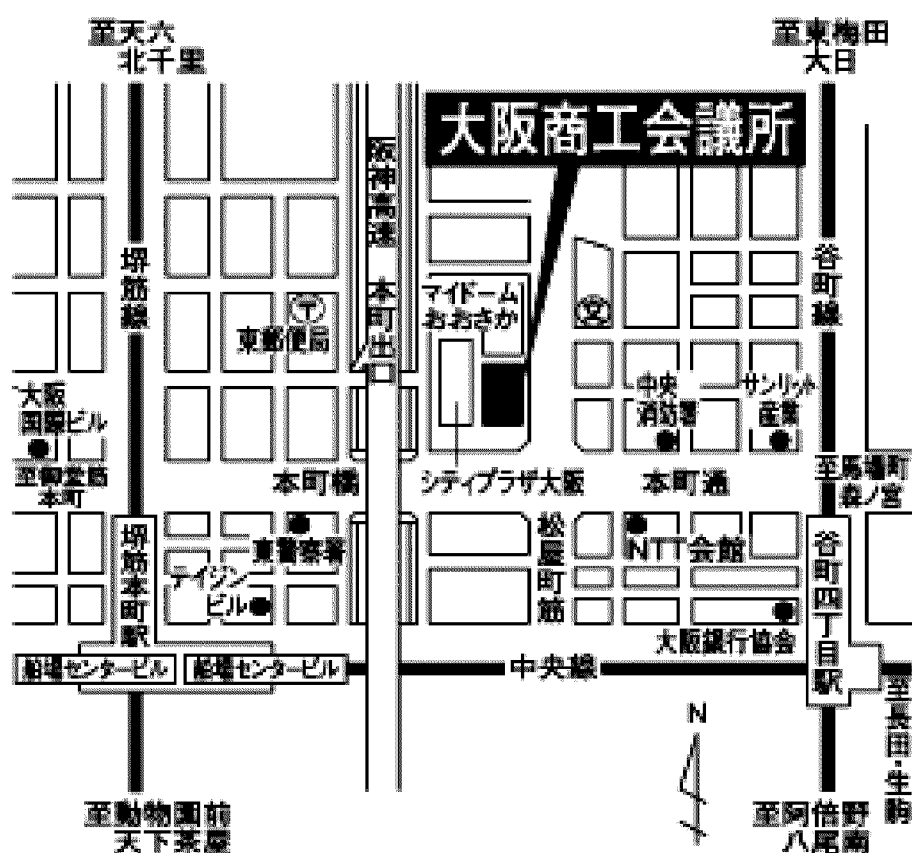 至天六
北千里
至東梅田
大日
大阪商工会議所
阪神高速
本町出
堺筋線
谷町線
マイドーム
おおさか
〒
東郵便局
文
大阪
国際ビル
中央
消防署
サンリット
産業
至御堂筋
本町
本町橋
シティプラザ大阪
本町通
至馬場町
森ノ宮
堺筋本町駅
東警察署
テイジン
ビル
松屋町筋
NTT会館
谷町四丁目駅
大阪銀行協会
船場センタービル
船場センタービル
中央線
至長田・生駒
N
至動物園前
天下茶屋
至阿倍野
八尾南